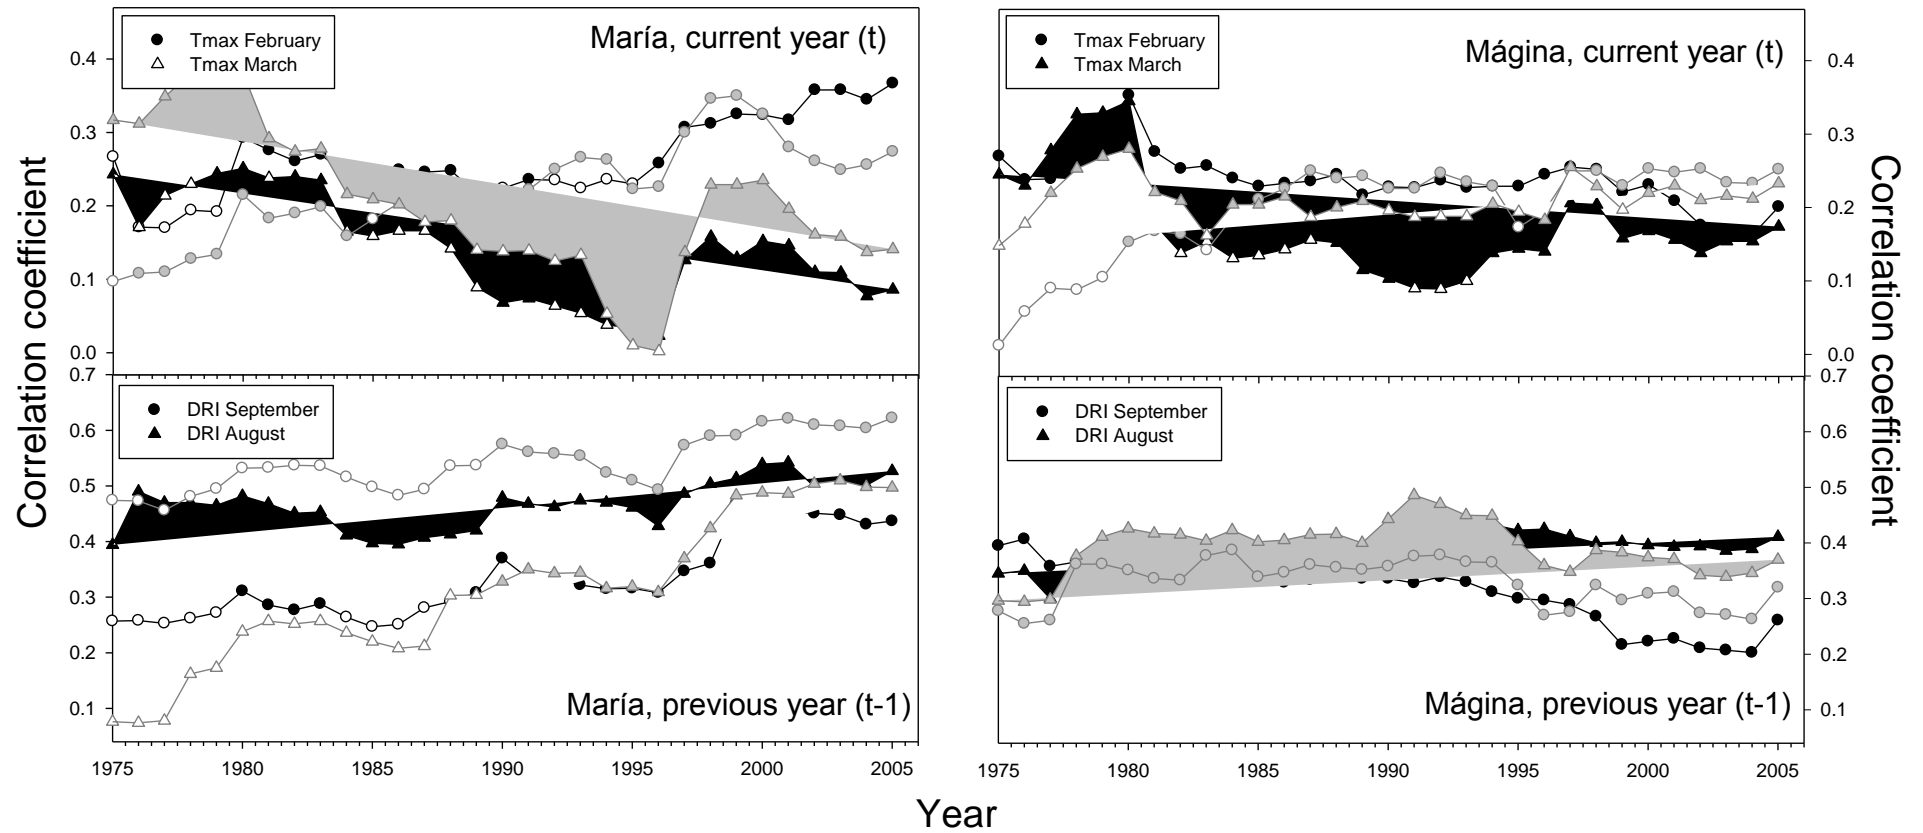 María, current year (t)
Tmax February
Tmax March
0.4
0.3
0.2
0.1
0.0
Mágina, current year (t)
Tmax February
Tmax March
0.4
0.3
0.2
0.1
0.0
Correlation coefficient
Correlation coefficient
0.7
0.6
0.5
0.4
0.3
0.2
0.1
DRI September
DRI August
María, previous year (t-1)
1975 1980 1985 1990 1995 2000 2005
0.7
0.6
0.5
0.4
0.3
0.2
0.1
DRI September
DRI August
Mágina, previous year (t-1)
1975 1980 1985 1990 1995 2000 2005
Year